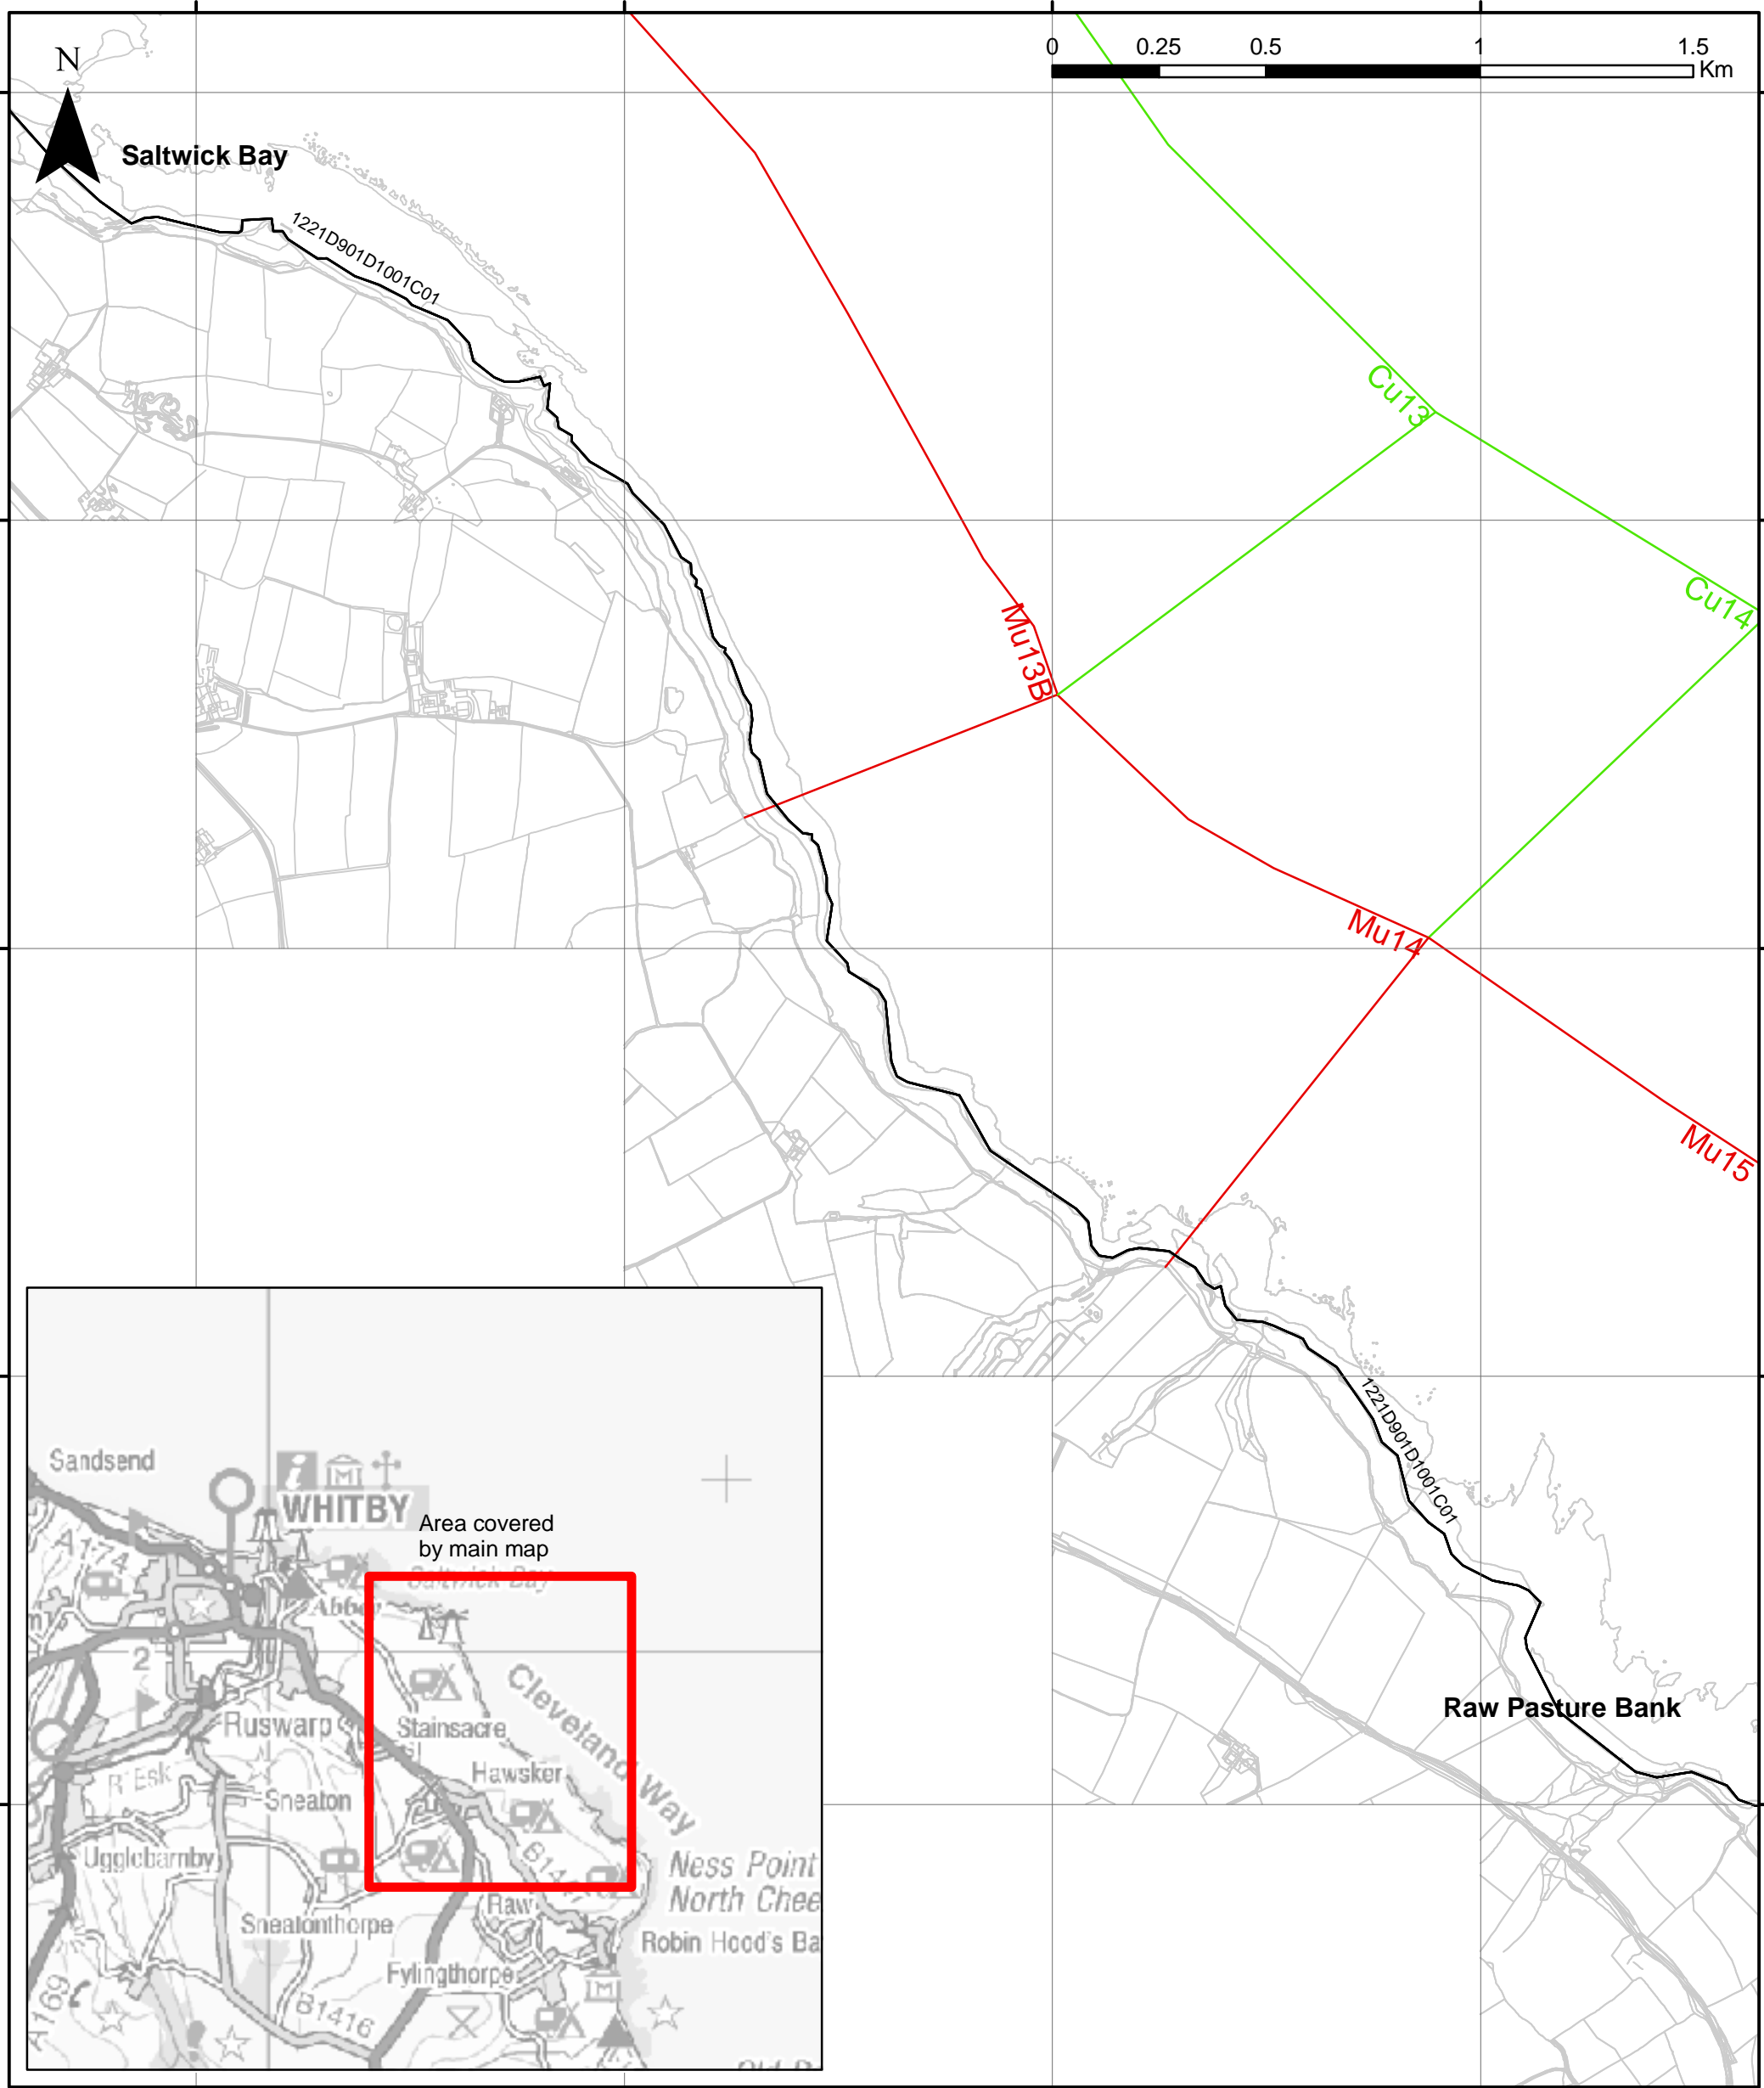 N
0 0.25 0.5 1 1.5
Km
Saltwick Bay
1221D901D1001C01
Cu13
Cu14
Mu13B
Mu14
Mu15
1221D901D1001C01
Raw Pasture Bank
Sandsend
WHITBY
Area covered
by main map
A174
Saltwick Bay
Abbey
2
Cleveland Way
Ruswarp
Stainsacre
R Esk
Hawsker
Sneaton
Ugglebarnby
Ness Point
North Chee
Raw
Sneatonthorpe
Robin Hood's Ba
Fylingthorpe
A169
B1416